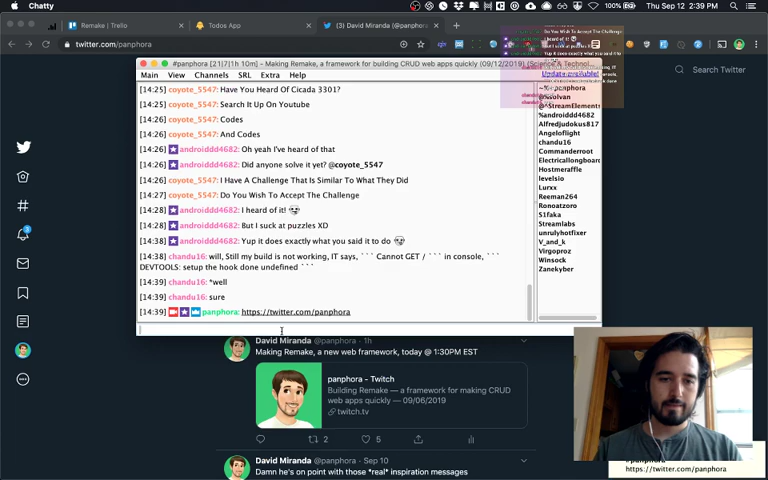 Chatty
100%
Thu Sep 12 2:39 PM
Remake | Trello
Todos App
(3) David Miranda (@panphora)
twitter.com/panphora
#panphora [21|7|1h 10m] - Making Remake, a framework for building CRUD web apps quickly (09/12/2019)
Update available!
Search Twitter
Main View Channels SRL Extra Help
[14:25] coyote_5547: Have You Heard Of Cicada 3301?
[14:25] coyote_5547: Search It Up On Youtube
[14:26] coyote_5547: Codes
[14:26] coyote_5547: And Codes
[14:26] androiddd4682: Oh yeah I've heard of that
[14:26] androiddd4682: Did anyone solve it yet? @coyote_5547
[14:26] coyote_5547: I Have A Challenge That Is Similar To What They Did
[14:27] coyote_5547: Do You Wish To Accept The Challenge
[14:28] androiddd4682: I heard of it!
[14:28] androiddd4682: But I suck at puzzles XD
[14:38] androiddd4682: Yup it does exactly what you said it to do
[14:38] chandu16: will, Still my build is not working, IT says, ``` Cannot GET / ``` in console, ```
DEVTOOLS: setup the hook done undefined ```
[14:39] chandu16: *well
[14:39] chandu16: sure
[14:39] panphora: https://twitter.com/panphora
~%+panphora
@%volvan
@^StreamElements
%androiddd4682
Alfredjudokus817
Angeloflight
chandu16
Commanderroot
Electricallongboard
Hostmeraffle
levelsio
Lurxx
Reeman264
Ronoatzoro
S1faka
Streamlabs
unrulyhotfixer
V_and_k
Virgoproz
Winsock
Zanekyber
David Miranda @panphora · 1h
Making Remake, a new web framework, today @ 1:30PM EST
panphora - Twitch
Building Remake — a framework for making CRUD
web apps quickly — 09/06/2019
twitch.tv
2
5
David Miranda @panphora · Sep 10
Damn he's on point with those *real* inspiration messages
https://twitter.com/panphora